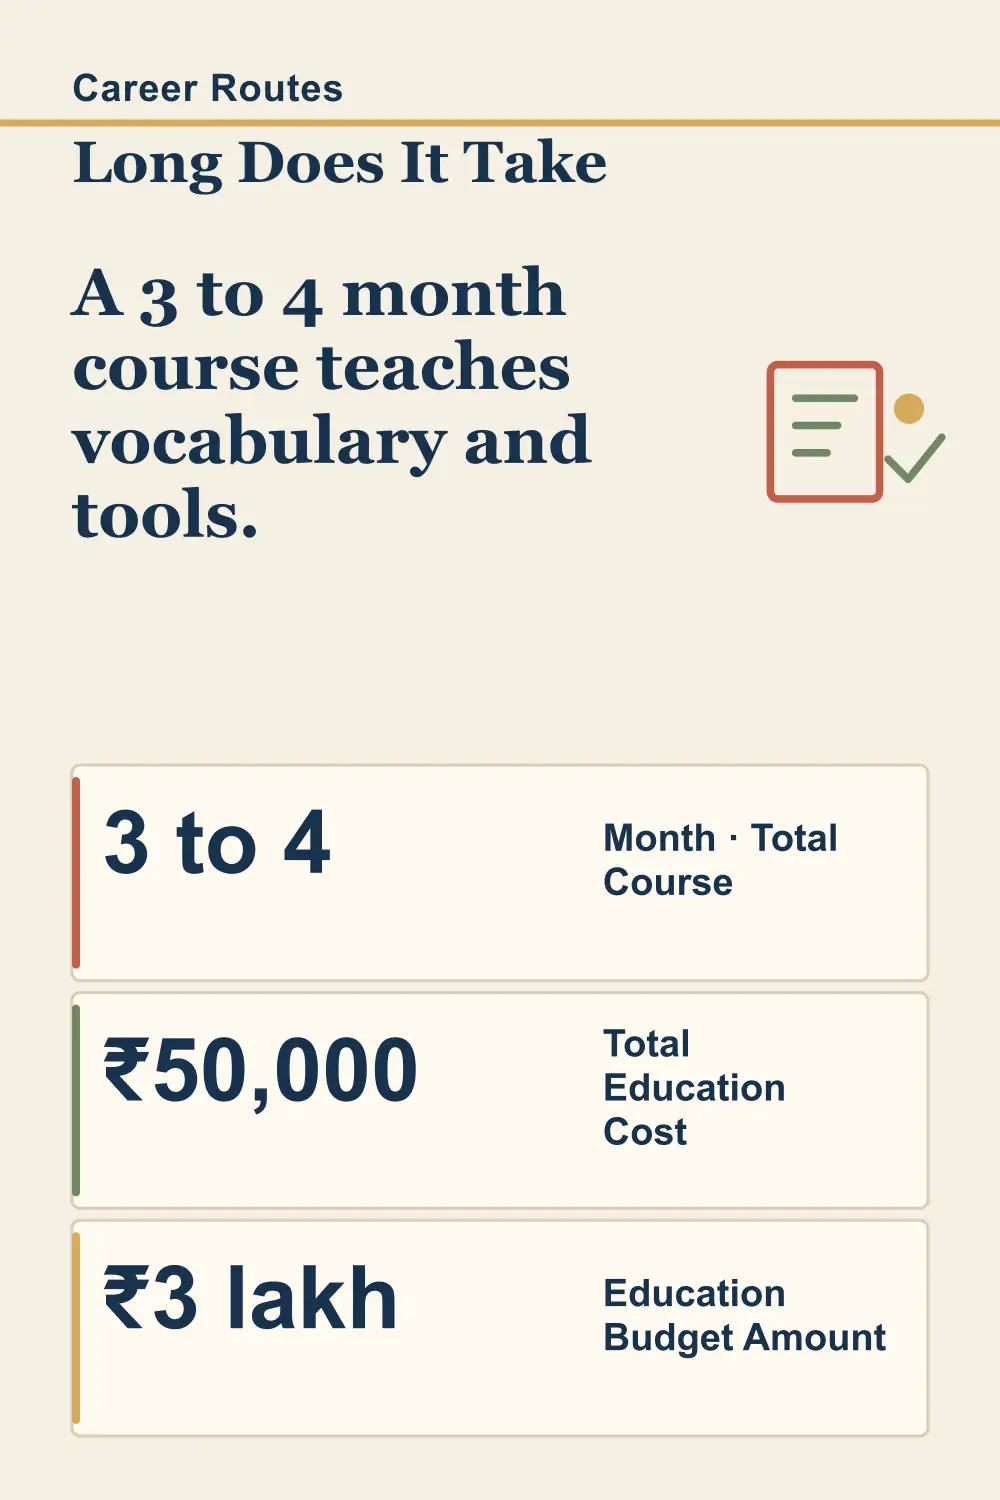 Career Routes
Long Does It Take
A 3 to 4 month
course teaches
vocabulary and
tools.
3 to 4
Month · Total
Course
₹50,000
Total
Education
Cost
₹3 lakh
Education
Budget Amount